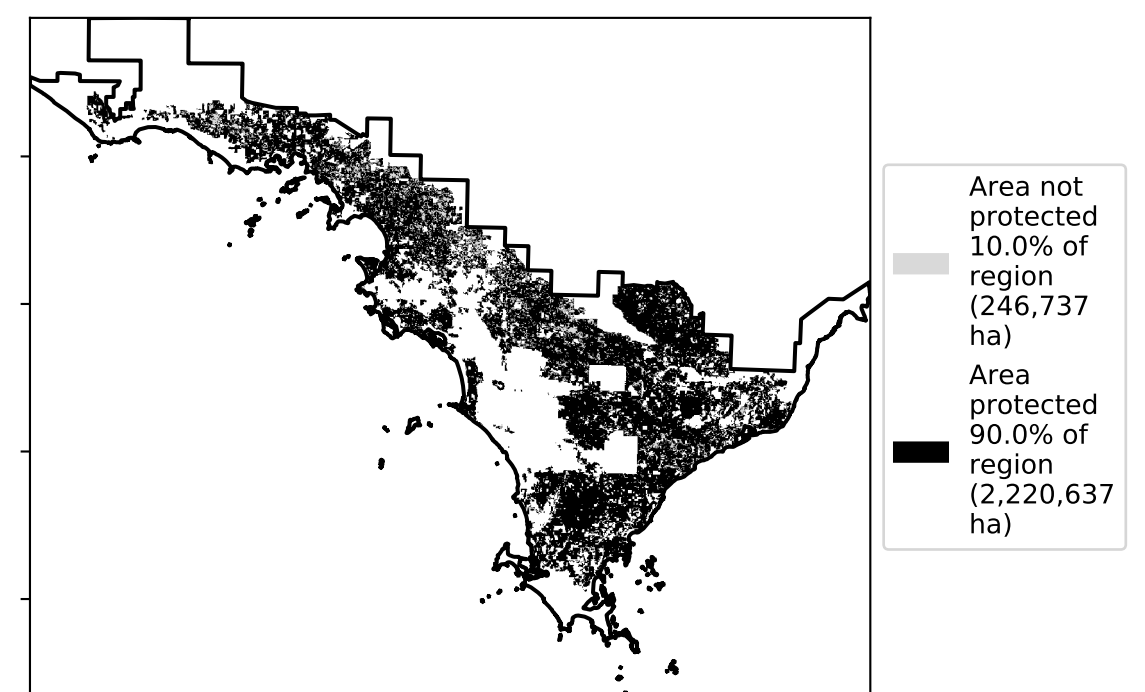 Area not
protected
10.0% of
region
(246,737
ha)
Area
protected
90.0% of
region
(2,220,637
ha)